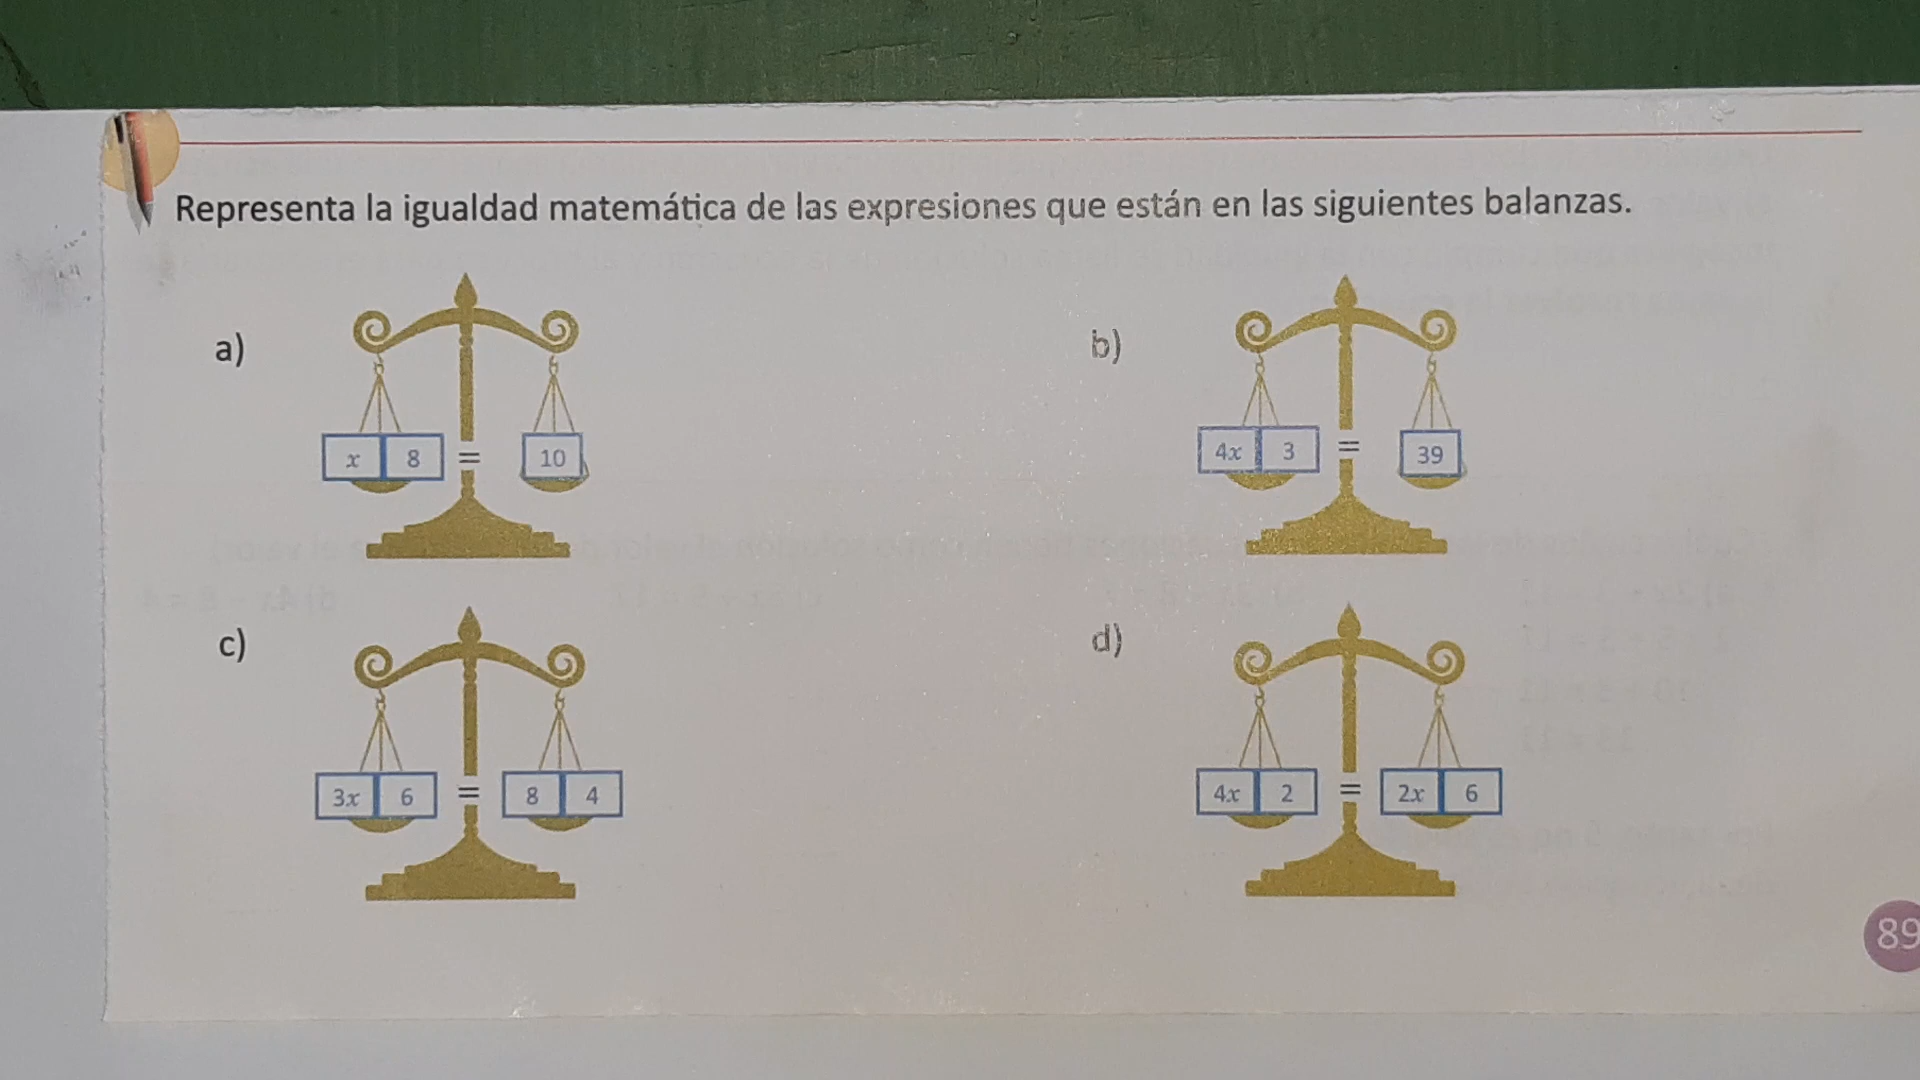 Representa la igualdad matemática de las expresiones que están en las siguientes balanzas.
a)
x 8 = 10
b)
4x 3 = 39
c)
3x 6 = 8 4
d)
4x 2 = 2x 6
89